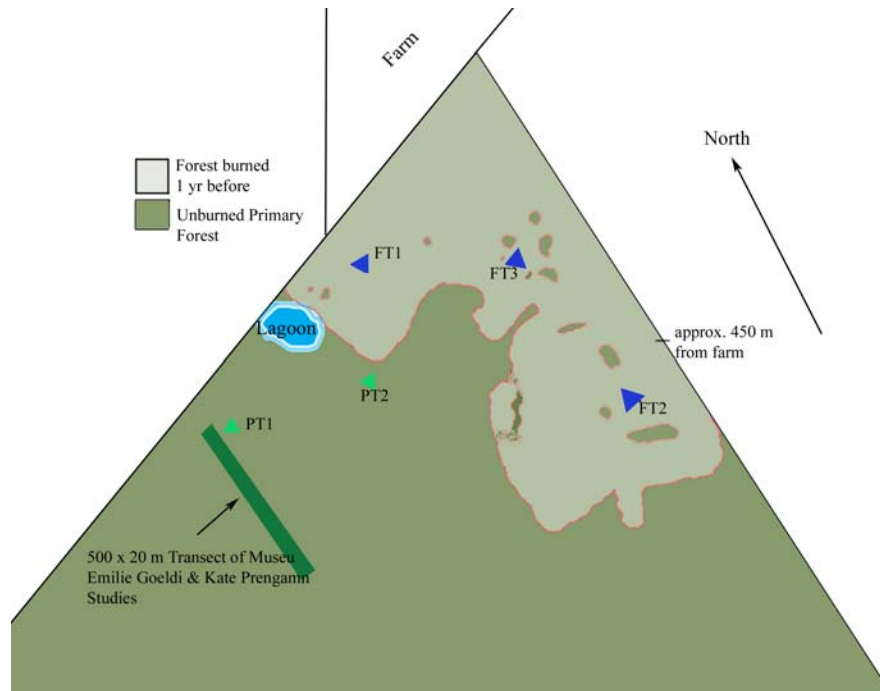 Farm
North
Forest burned
1 yr before
Unburned Primary
Forest
FT1
FT3
Lagoon
approx. 450 m
from farm
PT2
FT2
PT1
500 x 20 m Transect of Museu
Emilie Goeldi & Kate Prengamn
Studies